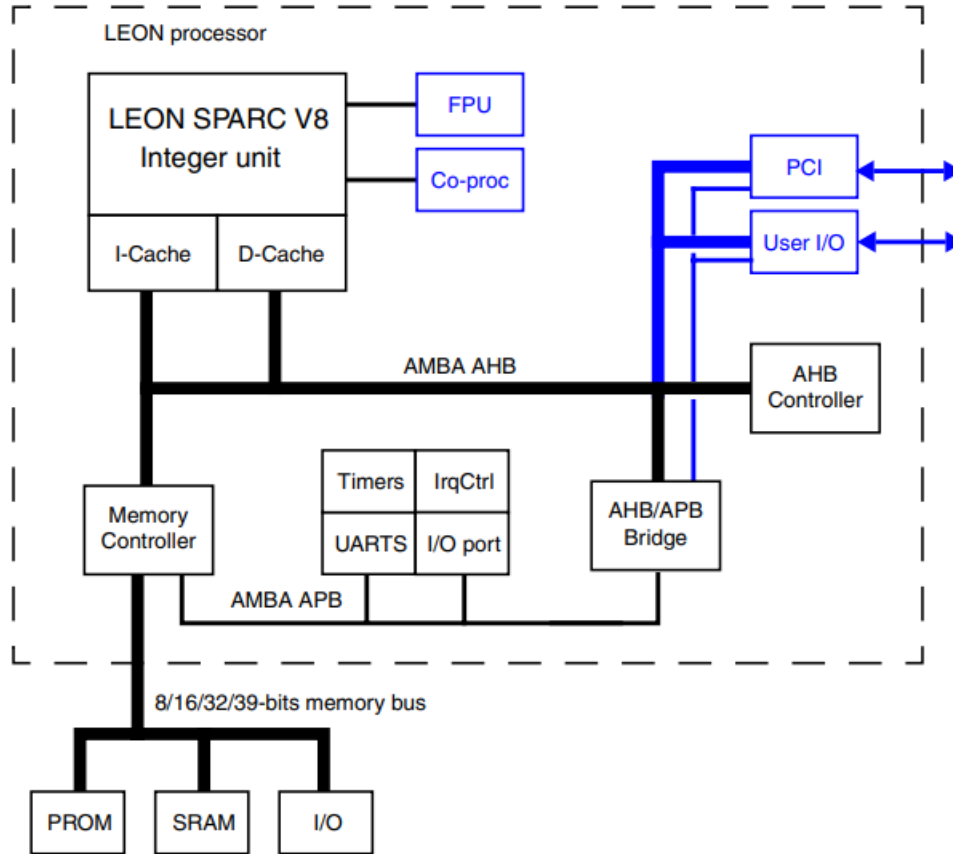 LEON processor
LEON SPARC V8
Integer unit
FPU
Co-proc
I-Cache
D-Cache
PCI
User I/O
AMBA AHB
AHB
Controller
Timers
IrqCtrl
UARTS
I/O port
Memory
Controller
AHB/APB
Bridge
AMBA APB
8/16/32/39-bits memory bus
PROM
SRAM
I/O